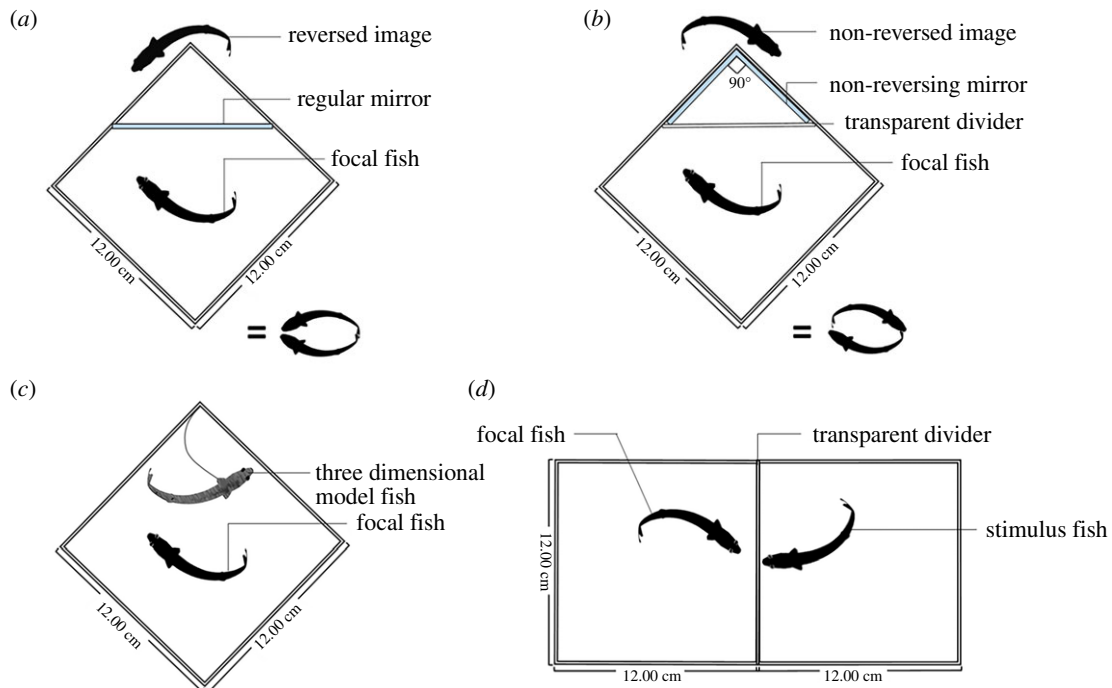 (a)
reversed image
regular mirror
focal fish
12.00 cm
12.00 cm
=
(b)
non-reversed image
90°
non-reversing mirror
transparent divider
focal fish
12.00 cm
12.00 cm
=
(c)
three dimensional
model fish
focal fish
12.00 cm
12.00 cm
(d)
focal fish
transparent divider
stimulus fish
12.00 cm
12.00 cm
12.00 cm